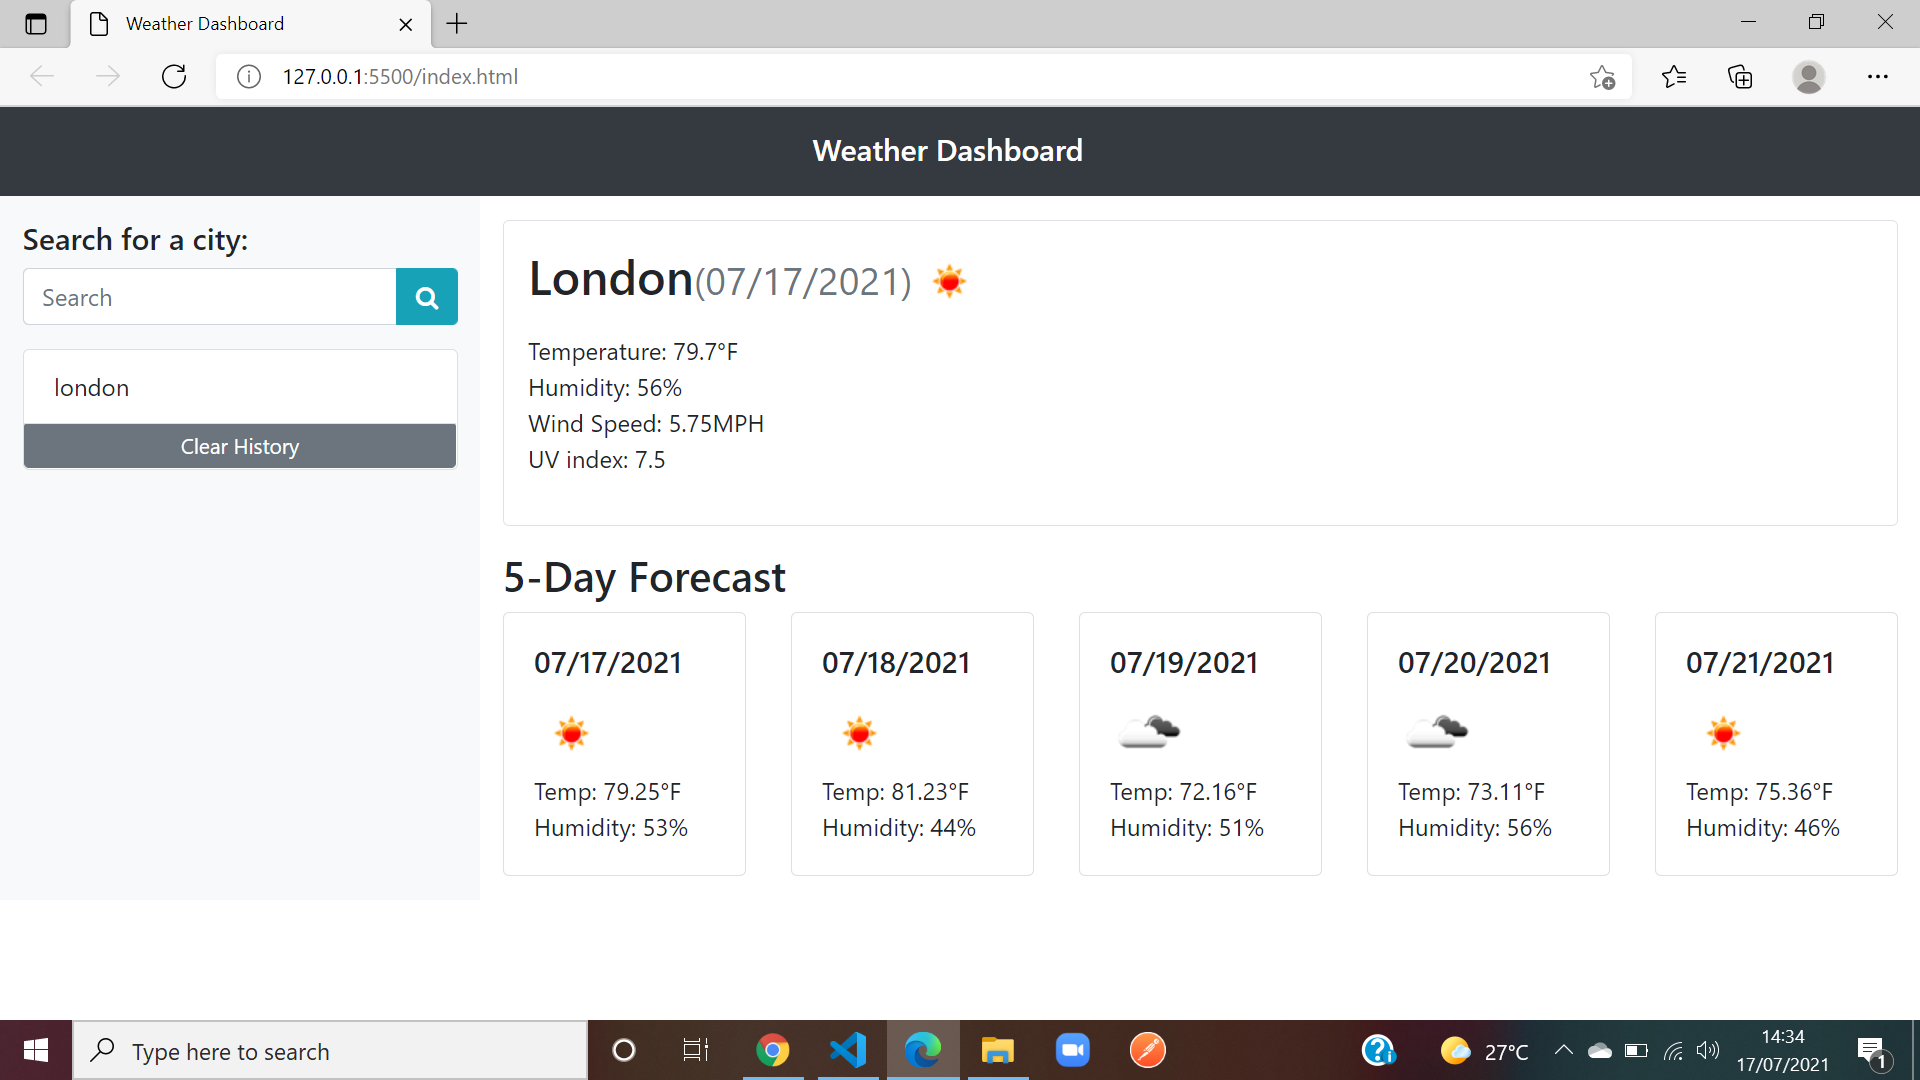 Weather Dashboard
127.0.0.1:5500/index.html
Weather Dashboard
Search for a city:
Search
london
Clear History
London(07/17/2021)
Temperature: 79.7°F
Humidity: 56%
Wind Speed: 5.75MPH
UV index: 7.5
5-Day Forecast
07/17/2021
Temp: 79.25°F
Humidity: 53%
07/18/2021
Temp: 81.23°F
Humidity: 44%
07/19/2021
Temp: 72.16°F
Humidity: 51%
07/20/2021
Temp: 73.11°F
Humidity: 56%
07/21/2021
Temp: 75.36°F
Humidity: 46%
Type here to search
27°C
14:34
17/07/2021
1